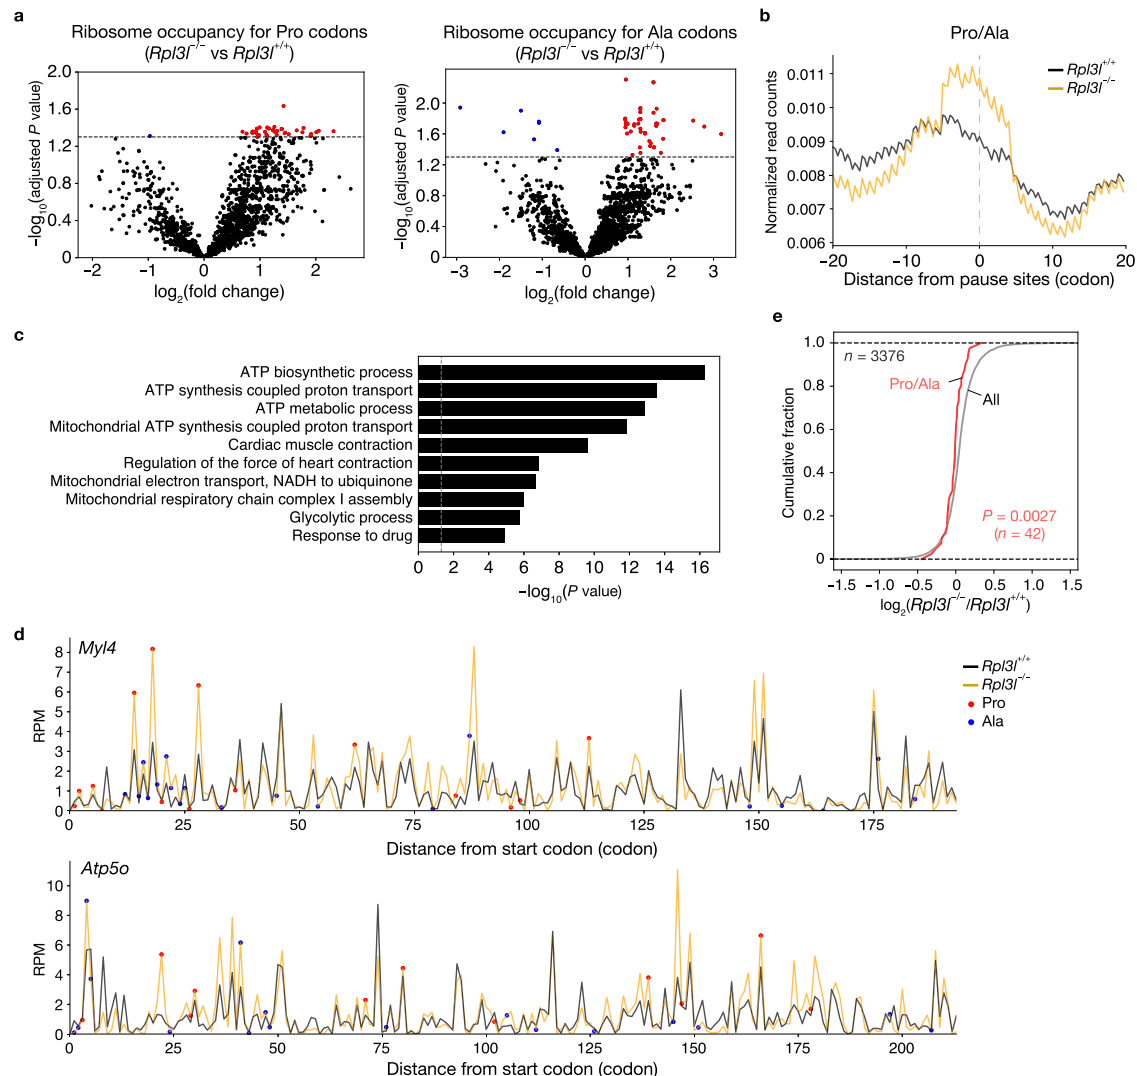 a
Ribosome occupancy for Pro codons
(Rpl3l−/− vs Rpl3l+/+)
2.0
1.6
1.2
0.8
0.4
0
−log10(adjusted P value)
−2
−1
0
1
2
log2(fold change)
Ribosome occupancy for Ala codons
(Rpl3l−/− vs Rpl3l+/+)
2.0
1.6
1.2
0.8
0.4
0
−log10(adjusted P value)
−3
−2
−1
0
1
2
3
log2(fold change)
b
Pro/Ala
Rpl3l+/+
Rpl3l−/−
0.011
0.010
0.009
0.008
0.007
0.006
Normalized read counts
−20
−10
0
10
20
Distance from pause sites (codon)
c
ATP biosynthetic process
ATP synthesis coupled proton transport
ATP metabolic process
Mitochondrial ATP synthesis coupled proton transport
Cardiac muscle contraction
Regulation of the force of heart contraction
Mitochondrial electron transport, NADH to ubiquinone
Mitochondrial respiratory chain complex I assembly
Glycolytic process
Response to drug
0 2 4 6 8 10 12 14 16
−log10(P value)
e
1.0
0.8
0.6
0.4
0.2
0
Cumulative fraction
n = 3376
Pro/Ala
All
P = 0.0027
(n = 42)
−1.5 −1.0 −0.5 0 0.5 1.0 1.5
log2(Rpl3l−/−/Rpl3l+/+)
d
Myl4
8
7
6
5
4
3
2
1
0
RPM
0 25 50 75 100 125 150 175
Distance from start codon (codon)
Rpl3l+/+
Rpl3l−/−
Pro
Ala
Atp5o
10
8
6
4
2
0
RPM
0 25 50 75 100 125 150 175 200
Distance from start codon (codon)